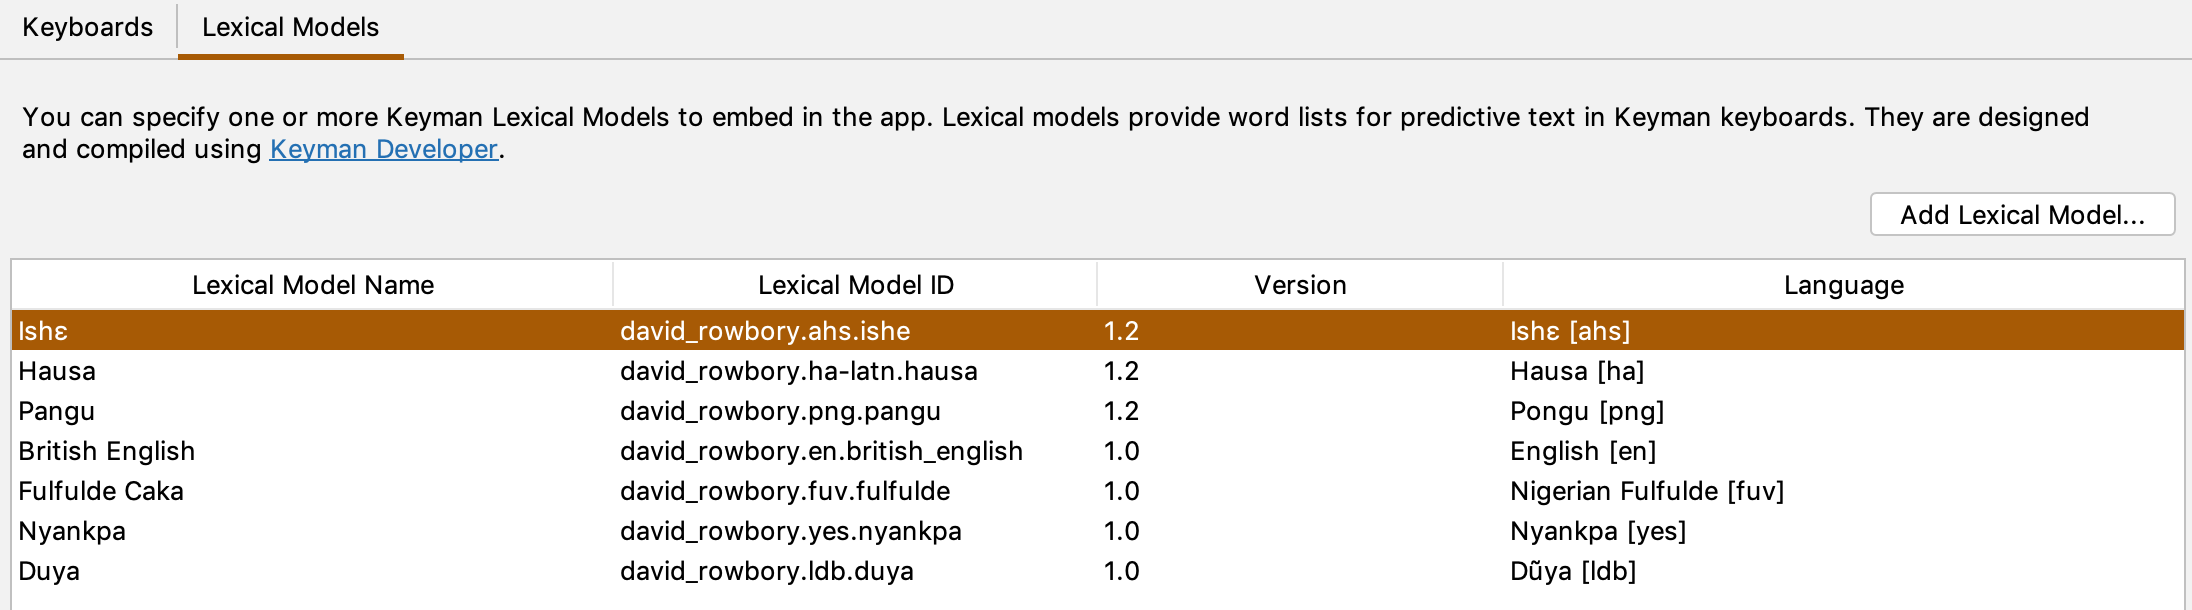 Keyboards Lexical Models
You can specify one or more Keyman Lexical Models to embed in the app. Lexical models provide word lists for predictive text in Keyman keyboards. They are designed
and compiled using Keyman Developer.
Add Lexical Model...
Lexical Model Name Lexical Model ID Version Language
Ishɛ david_rowbory.ahs.ishe 1.2 Ishɛ [ahs]
Hausa david_rowbory.ha-latn.hausa 1.2 Hausa [ha]
Pangu david_rowbory.png.pangu 1.2 Pongu [png]
British English david_rowbory.en.british_english 1.0 English [en]
Fulfulde Caka david_rowbory.fuv.fulfulde 1.0 Nigerian Fulfulde [fuv]
Nyankpa david_rowbory.yes.nyankpa 1.0 Nyankpa [yes]
Duya david_rowbory.ldb.duya 1.0 Dũya [ldb]